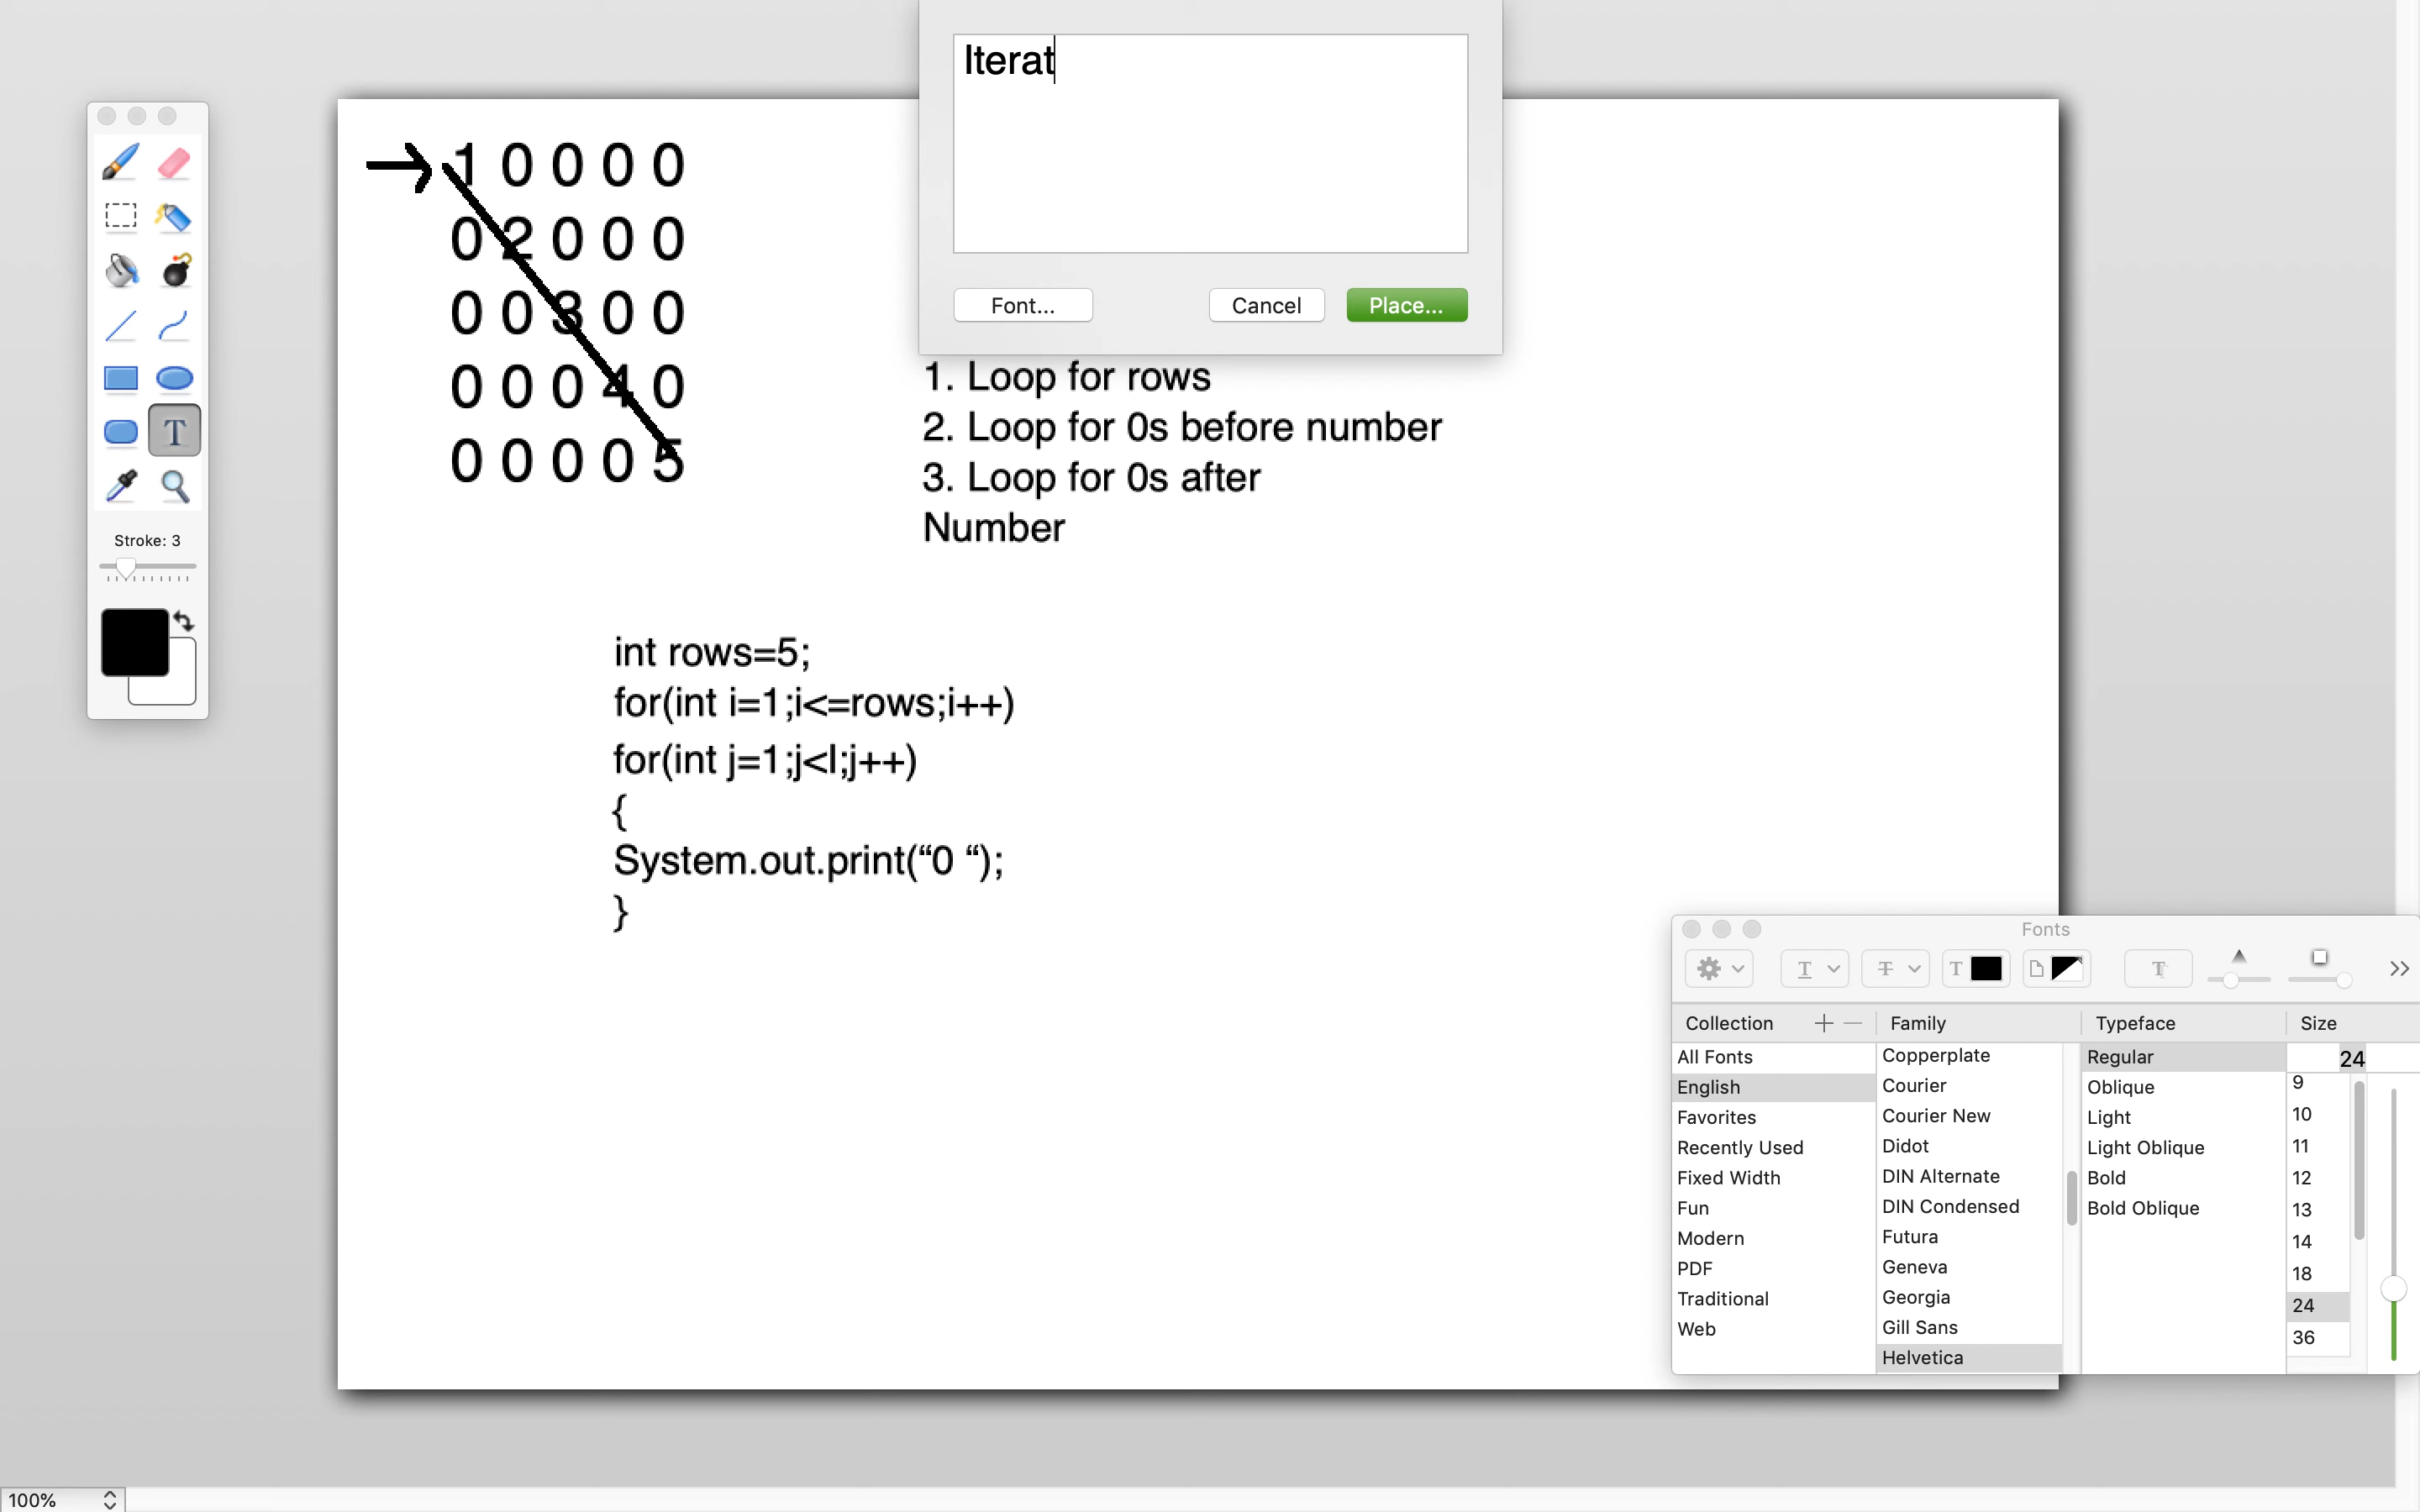 Iterat
Font...
Cancel
Place...
1 0 0 0 0
0 2 0 0 0
0 0 3 0 0
0 0 0 4 0
0 0 0 0 5
1. Loop for rows
2. Loop for 0s before number
3. Loop for 0s after
Number
T
Stroke: 3
int rows=5;
for(int i=1;i<=rows;i++)
for(int j=1;j<I;j++)
{
System.out.print(“0 “);
}
Fonts
T
T
T
T
Collection
Family
Typeface
Size
All Fonts
English
Favorites
Recently Used
Fixed Width
Fun
Modern
PDF
Traditional
Web
Copperplate
Courier
Courier New
Didot
DIN Alternate
DIN Condensed
Futura
Geneva
Georgia
Gill Sans
Helvetica
Regular
Oblique
Light
Light Oblique
Bold
Bold Oblique
24
9
10
11
12
13
14
18
24
36
100%